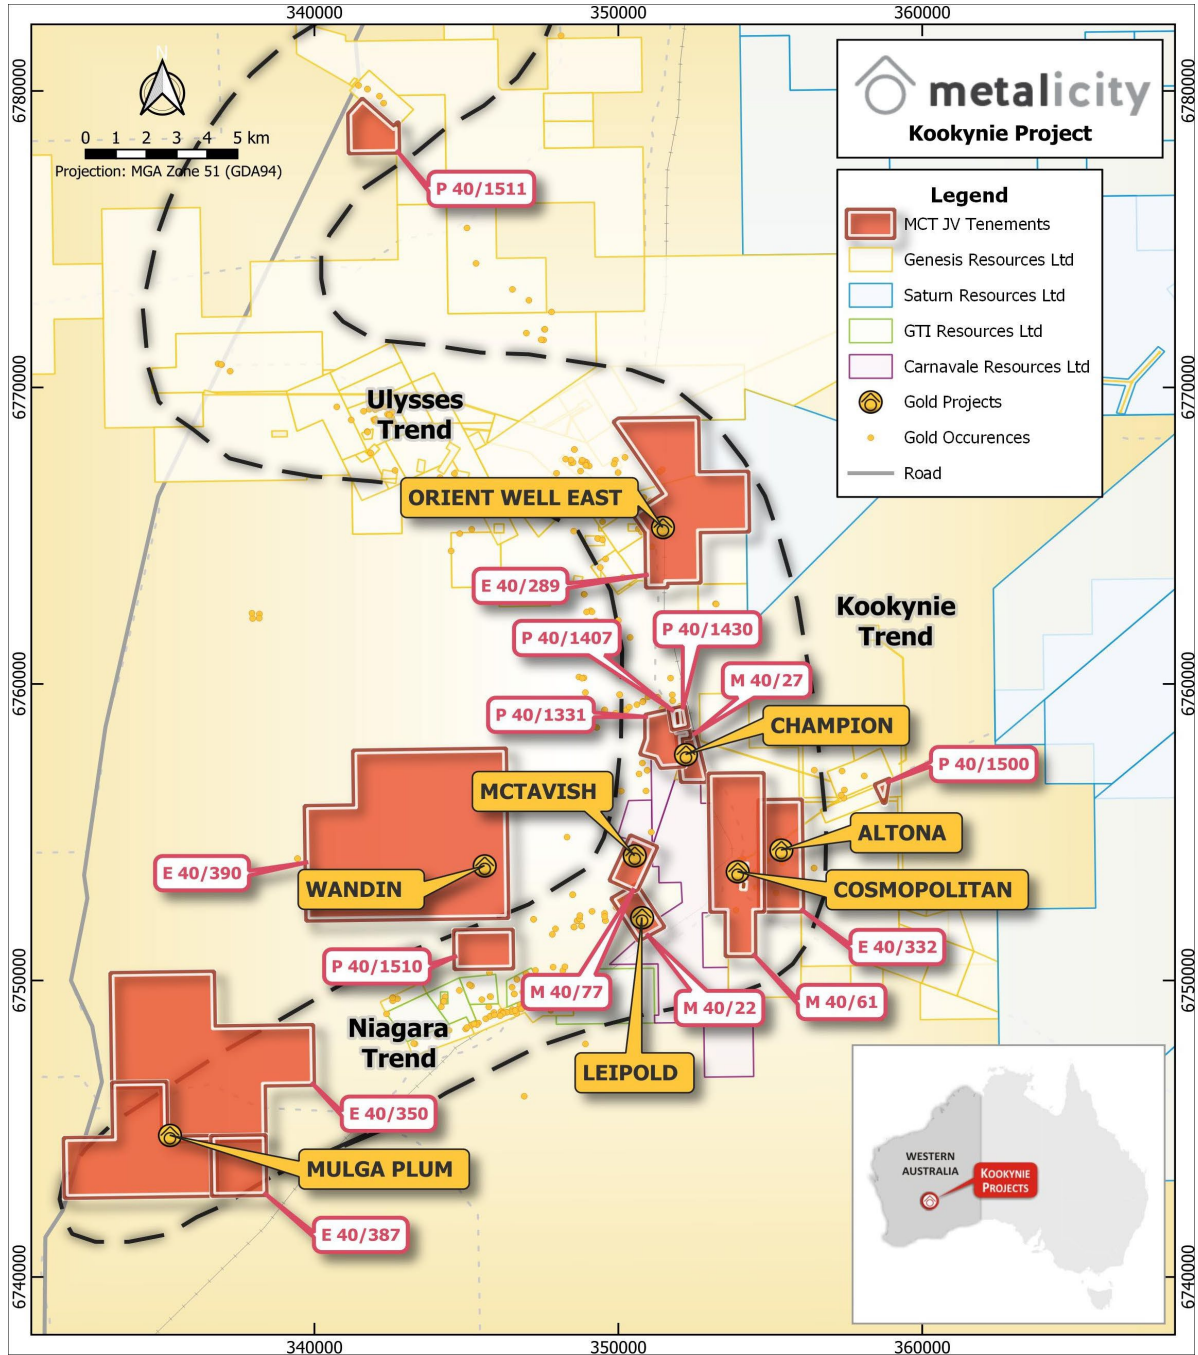 340000
350000
360000
6780000
6780000
N
0 1 2 3 4 5 km
Projection: MGA Zone 51 (GDA94)
metalicity
Kookynie Project
Legend
MCT JV Tenements
Genesis Resources Ltd
Saturn Resources Ltd
GTI Resources Ltd
Carnavale Resources Ltd
Gold Projects
Gold Occurences
Road
P 40/1511
6770000
6770000
Ulysses
Trend
ORIENT WELL EAST
E 40/289
Kookynie
Trend
P 40/1407
P 40/1430
M 40/27
6760000
6760000
P 40/1331
CHAMPION
P 40/1500
MCTAVISH
ALTONA
E 40/390
WANDIN
COSMOPOLITAN
E 40/332
P 40/1510
M 40/77
M 40/22
M 40/61
6750000
6750000
Niagara
Trend
LEIPOLD
E 40/350
MULGA PLUM
E 40/387
WESTERN
AUSTRALIA
KOOKYNIE
PROJECTS
6740000
6740000
340000
350000
360000